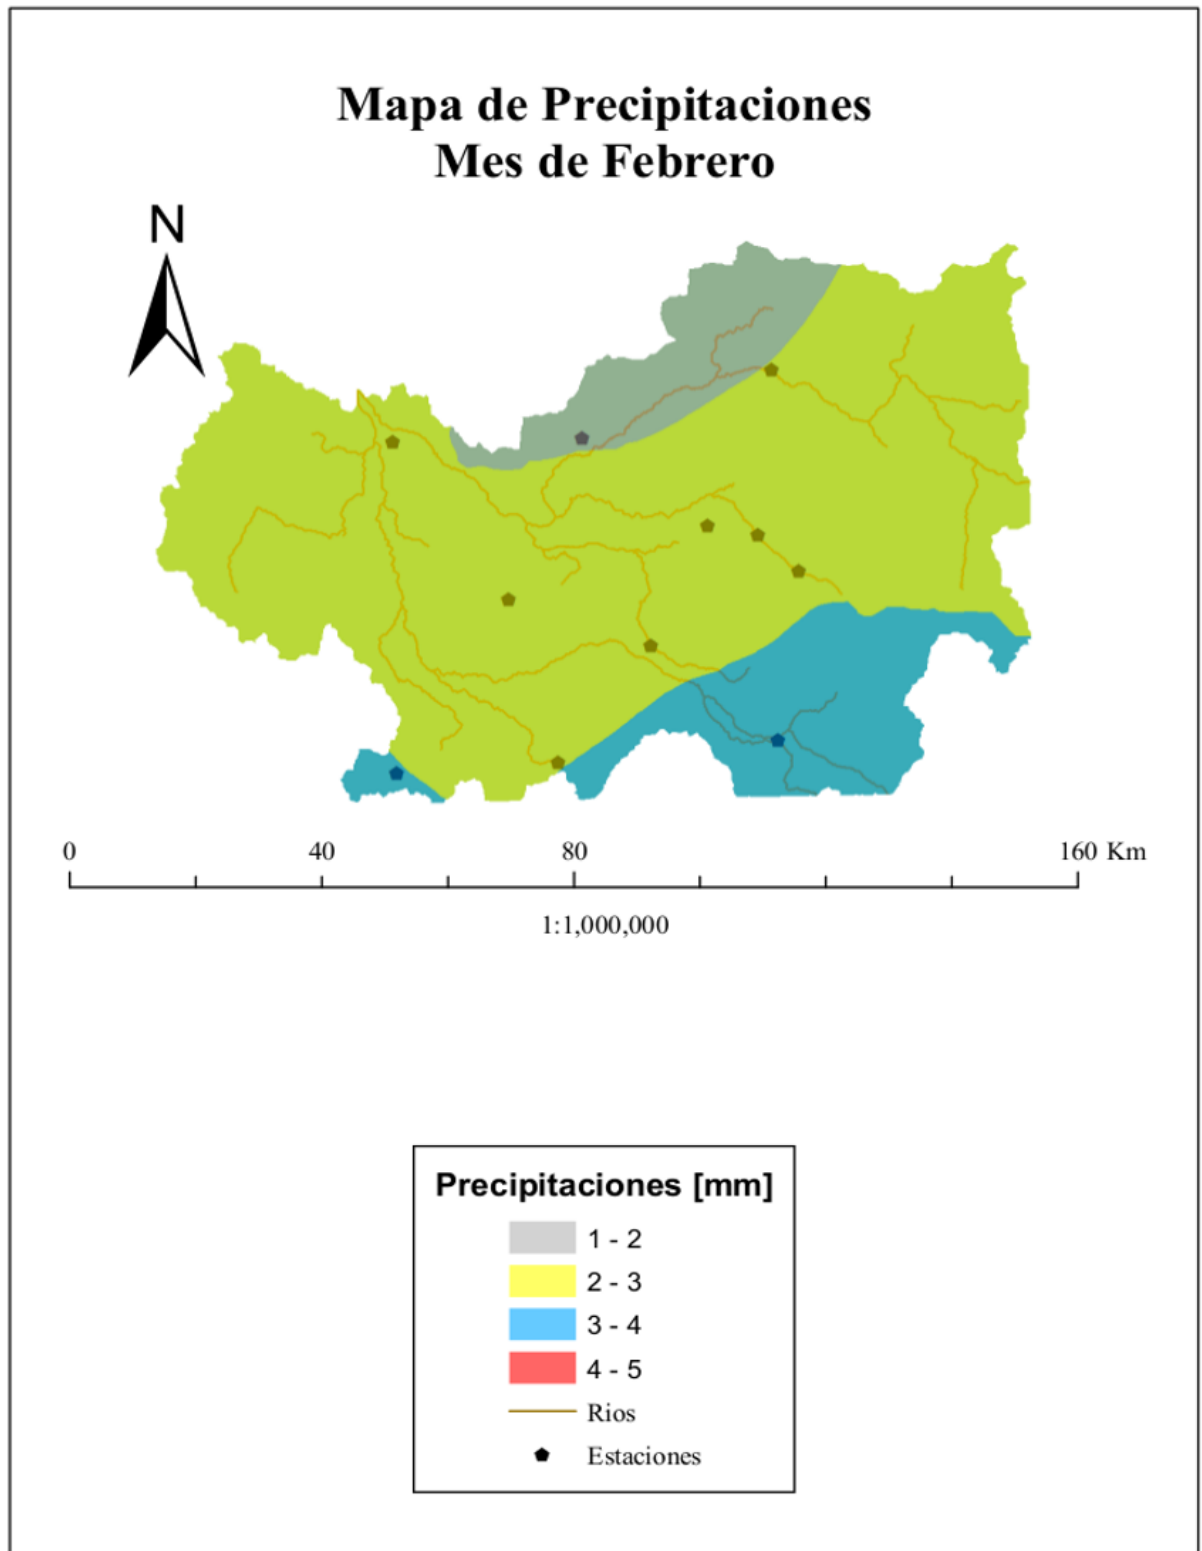 Mapa de Precipitaciones
Mes de Febrero
N
0 40 80 160 Km
1:1,000,000
Precipitaciones [mm]
1 - 2
2 - 3
3 - 4
4 - 5
Rios
Estaciones